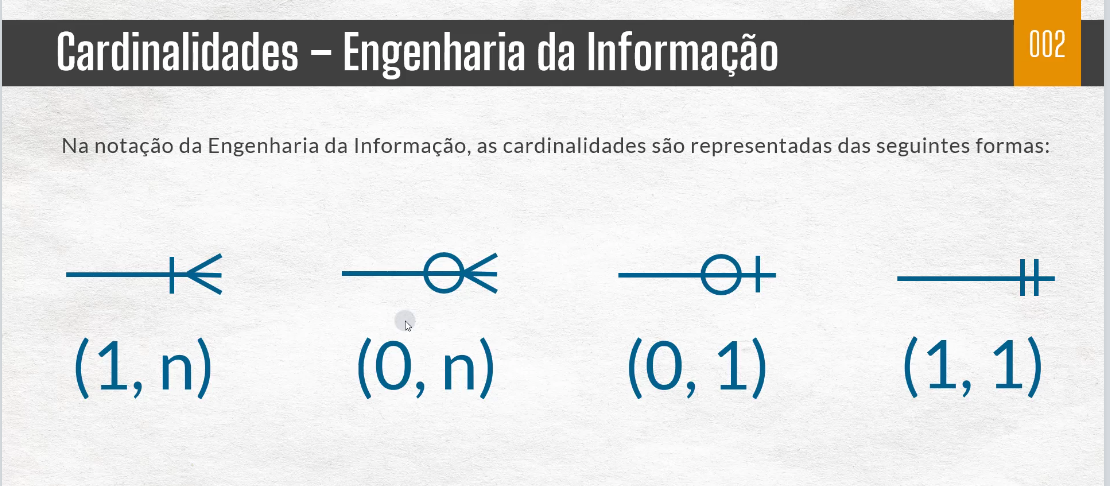 Cardinalidades – Engenharia da Informação
002
Na notação da Engenharia da Informação, as cardinalidades são representadas das seguintes formas:
(1, n) (0, n) (0, 1) (1, 1)